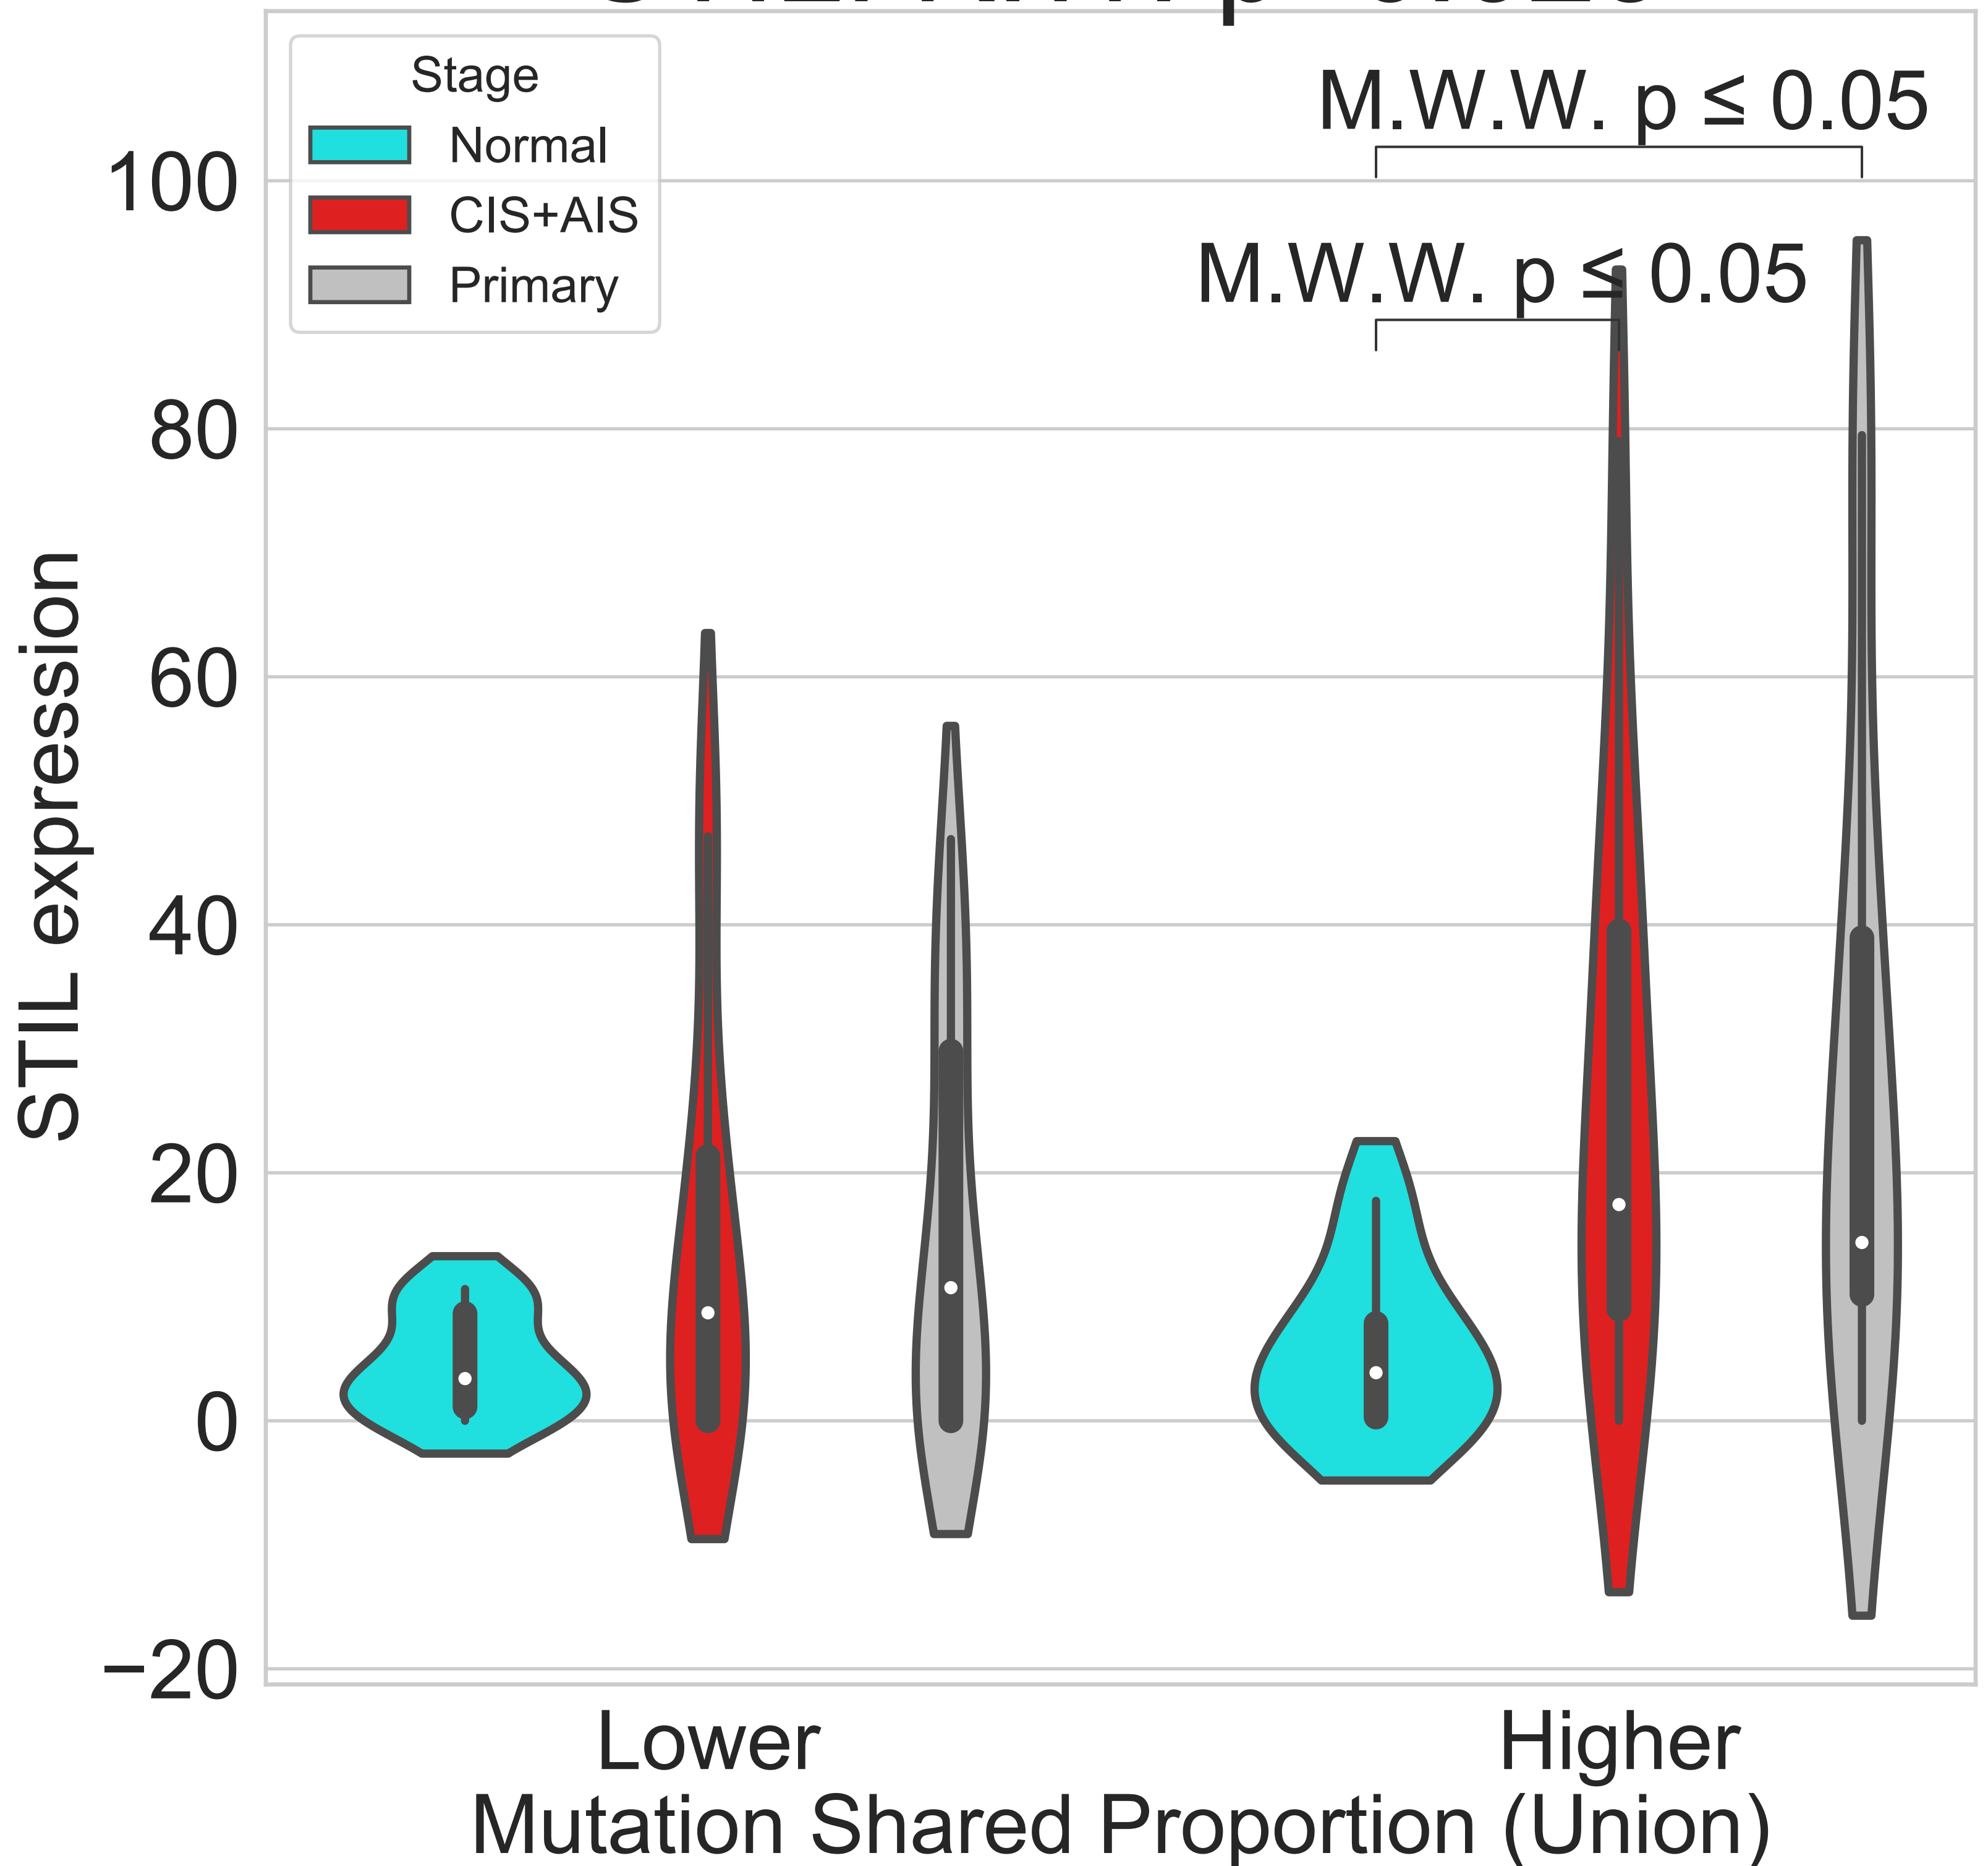 M.W.W. p ≤ 0.05
M.W.W. p ≤ 0.05
Stage
Normal
CIS+AIS
Primary
100
80
60
40
20
0
−20
STIL expression
Lower
Higher
Mutation Shared Proportion (Union)